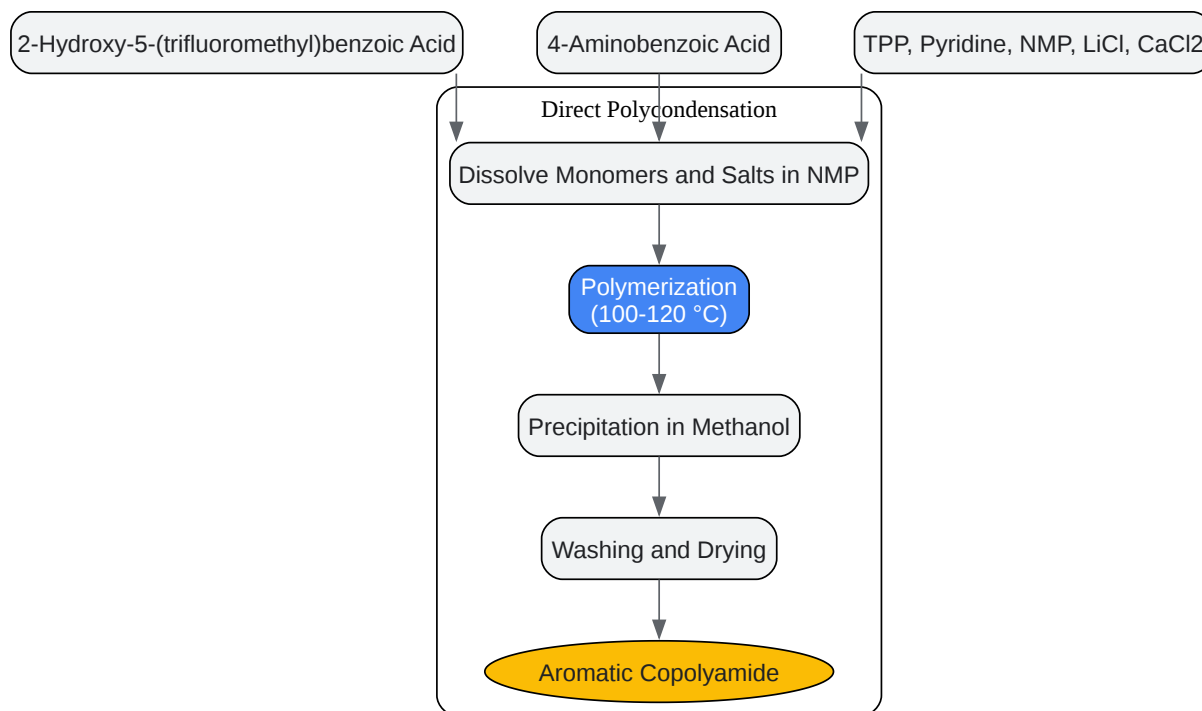 2-Hydroxy-5-(trifluoromethyl)benzoic Acid
4-Aminobenzoic Acid
TPP, Pyridine, NMP, LiCl, CaCl2
Direct Polycondensation
Dissolve Monomers and Salts in NMP
Polymerization
(100-120 °C)
Precipitation in Methanol
Washing and Drying
Aromatic Copolyamide